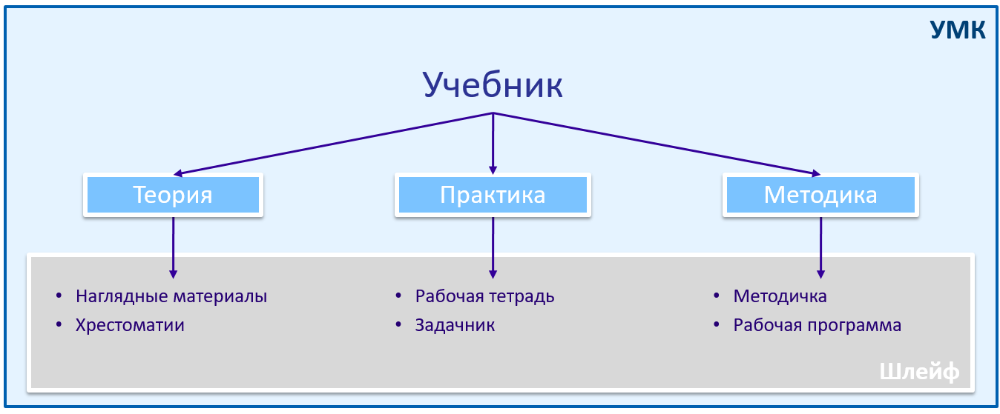 УМК
Учебник
Теория
Практика
Методика
• Наглядные материалы
• Хрестоматии
• Рабочая тетрадь
• Задачник
• Методичка
• Рабочая программа
Шлейф